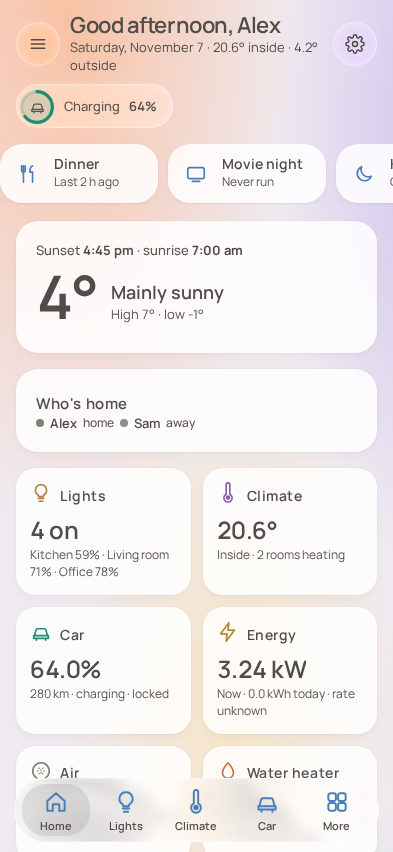 Good afternoon, Alex
Saturday, November 7 · 20.6° inside · 4.2°
outside
Charging 64%
Dinner
Last 2 h ago
Movie night
Never run
Sunset 4:45 pm · sunrise 7:00 am
4°
Mainly sunny
High 7° · low -1°
Who's home
Alex home Sam away
Lights
4 on
Kitchen 59% · Living room
71% · Office 78%
Climate
20.6°
Inside · 2 rooms heating
Car
64.0%
280 km · charging · locked
Energy
3.24 kW
Now · 0.0 kWh today · rate
unknown
Air
Water heater
Home
Lights
Climate
Car
More